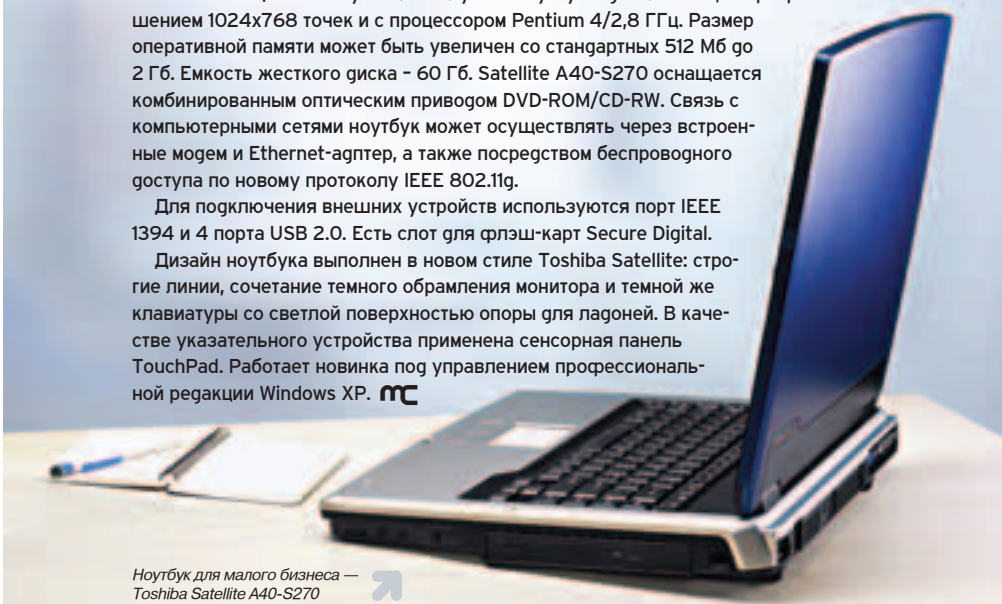 шением 1024x768 точек и с процессором Pentium 4/2,8 ГГц. Размер
оперативной памяти может быть увеличен со стандартных 512 Мб до
2 Гб. Емкость жесткого диска – 60 Гб. Satellite A40-S270 оснащается
комбинированным оптическим приводом DVD-ROM/CD-RW. Связь с
компьютерными сетями ноутбук может осуществлять через встроен-
ные модем и Ethernet-адптер, а также посредством беспроводного
доступа по новому протоколу IEEE 802.11g.
Для подключения внешних устройств используются порт IEEE
1394 и 4 порта USB 2.0. Есть слот для флэш-карт Secure Digital.
Дизайн ноутбука выполнен в новом стиле Toshiba Satellite: стро-
гие линии, сочетание темного обрамления монитора и темной же
клавиатуры со светлой поверхностью опоры для ладоней. В каче-
стве указательного устройства применена сенсорная панель
TouchPad. Работает новинка под управлением профессиональ-
ной редакции Windows XP. mc
Ноутбук для малого бизнеса —
Toshiba Satellite A40-S270